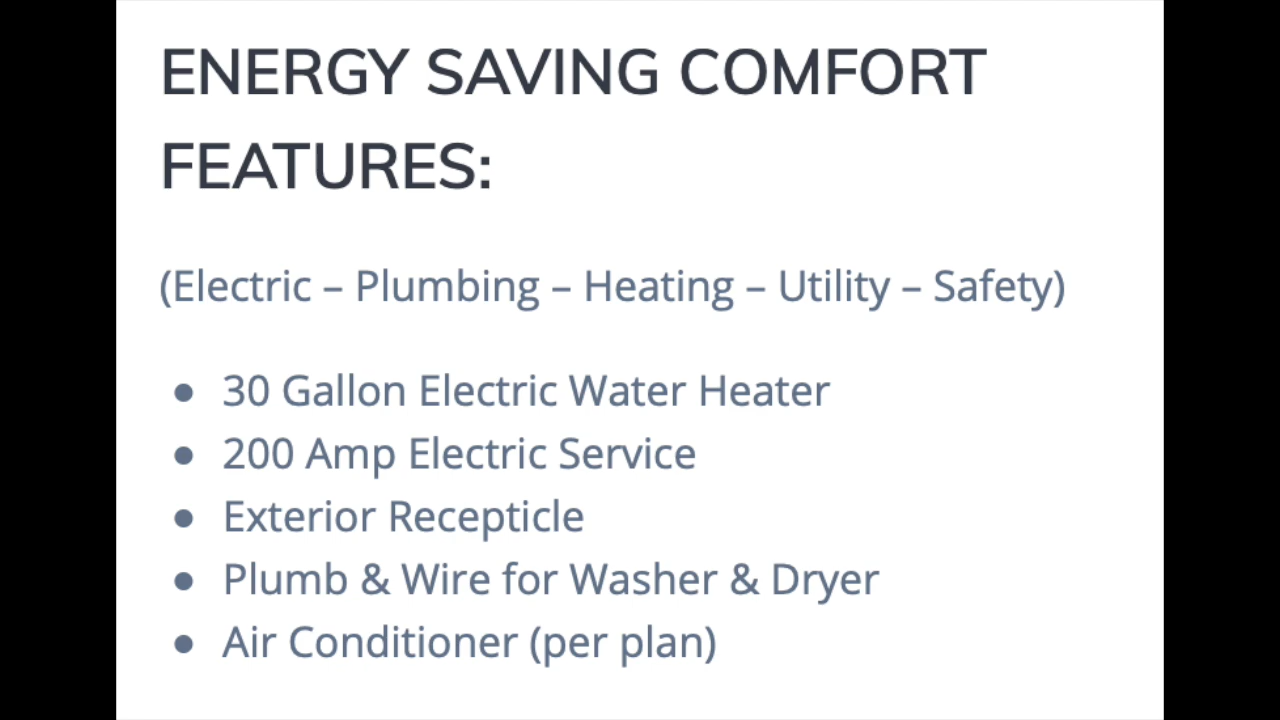 ENERGY SAVING COMFORT
FEATURES:
(Electric – Plumbing – Heating – Utility – Safety)
● 30 Gallon Electric Water Heater
● 200 Amp Electric Service
● Exterior Recepticle
● Plumb & Wire for Washer & Dryer
● Air Conditioner (per plan)